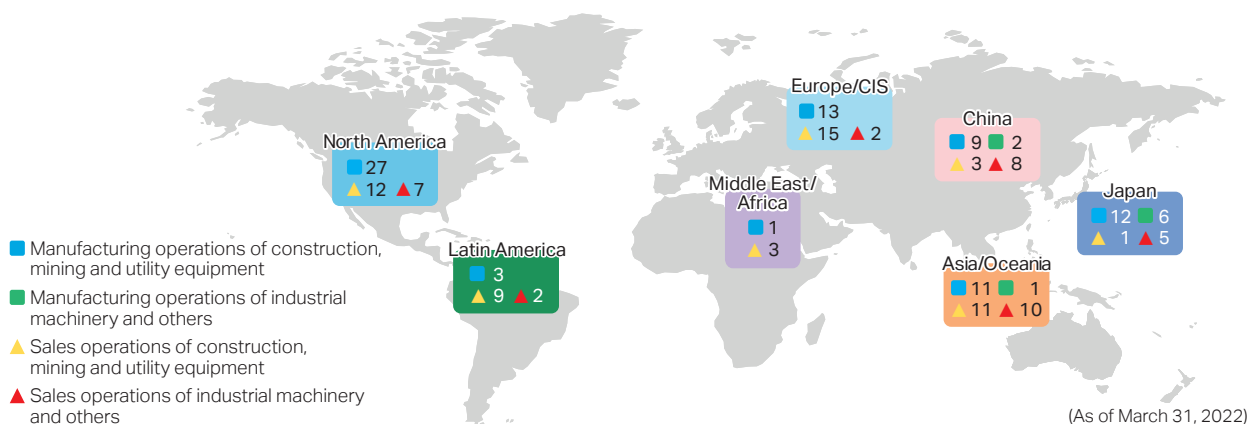 Europe/CIS
13
15 2
China
9 2
3 8
North America
27
12 7
Middle East/
Africa
1
3
Japan
12 6
1 5
Latin America
3
9 2
Asia/Oceania
11 1
11 10
Manufacturing operations of construction,
mining and utility equipment
Manufacturing operations of industrial
machinery and others
Sales operations of construction,
mining and utility equipment
Sales operations of industrial machinery
and others
(As of March 31, 2022)